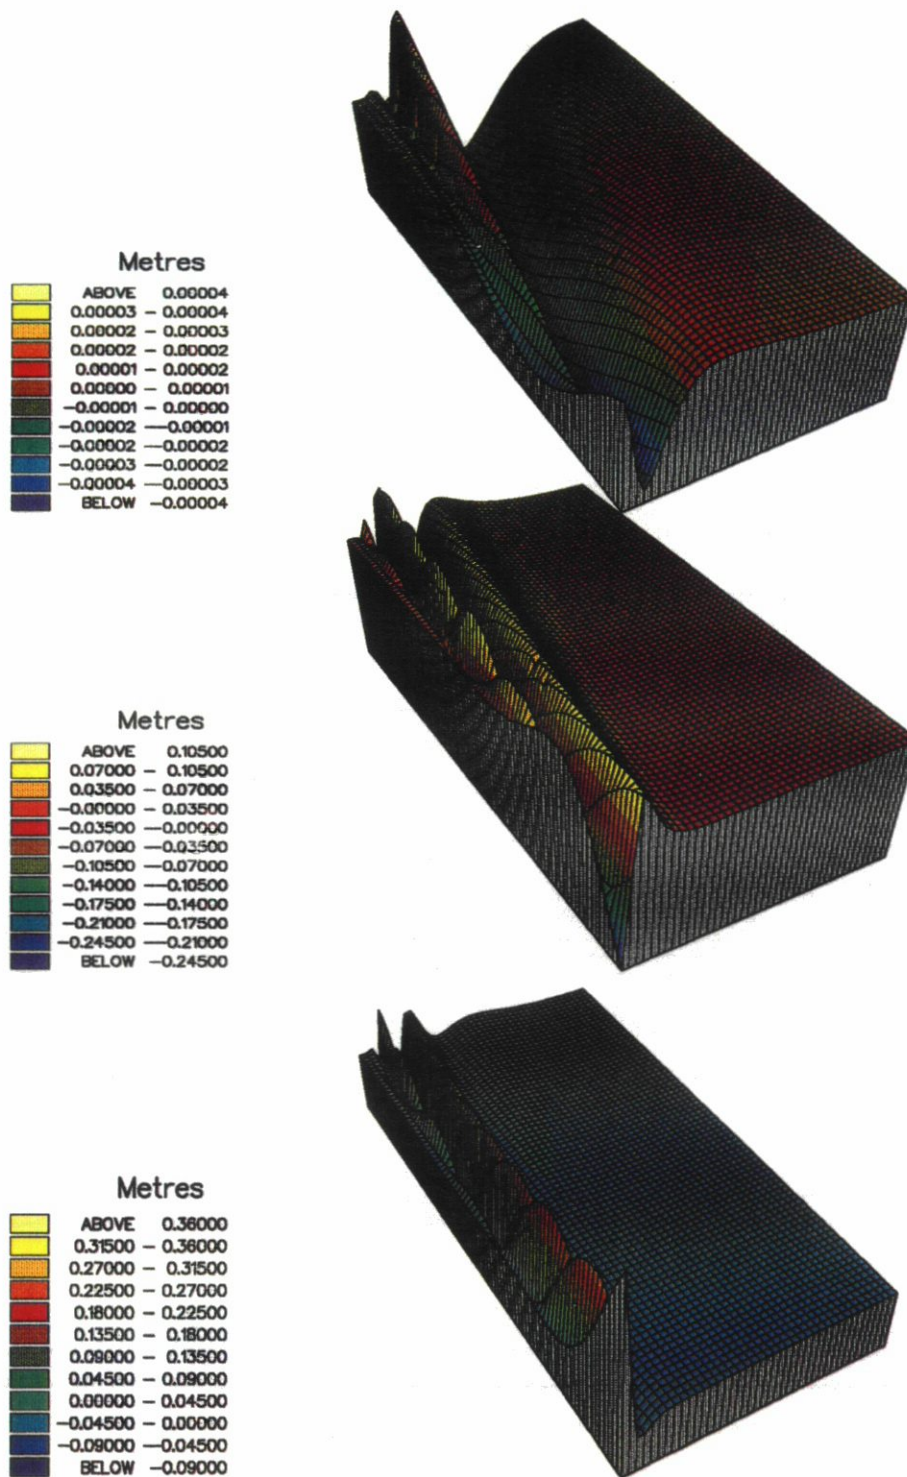 Metres
ABOVE 0.00004
0.00003 - 0.00004
0.00002 - 0.00003
0.00002 - 0.00002
0.00001 - 0.00002
0.00000 - 0.00001
-0.00001 - 0.00000
-0.00002 --0.00001
-0.00002 --0.00002
-0.00003 --0.00002
-0.00004 --0.00003
BELOW -0.00004
Metres
ABOVE 0.10500
0.07000 - 0.10500
0.03500 - 0.07000
-0.00000 - 0.03500
-0.03500 --0.00000
-0.07000 --0.03500
-0.10500 --0.07000
-0.14000 --0.10500
-0.17500 --0.14000
-0.21000 --0.17500
-0.24500 --0.21000
BELOW -0.24500
Metres
ABOVE 0.36000
0.31500 - 0.36000
0.27000 - 0.31500
0.22500 - 0.27000
0.18000 - 0.22500
0.13500 - 0.18000
0.09000 - 0.13500
0.04500 - 0.09000
0.00000 - 0.04500
-0.04500 - 0.00000
-0.09000 --0.04500
BELOW -0.09000